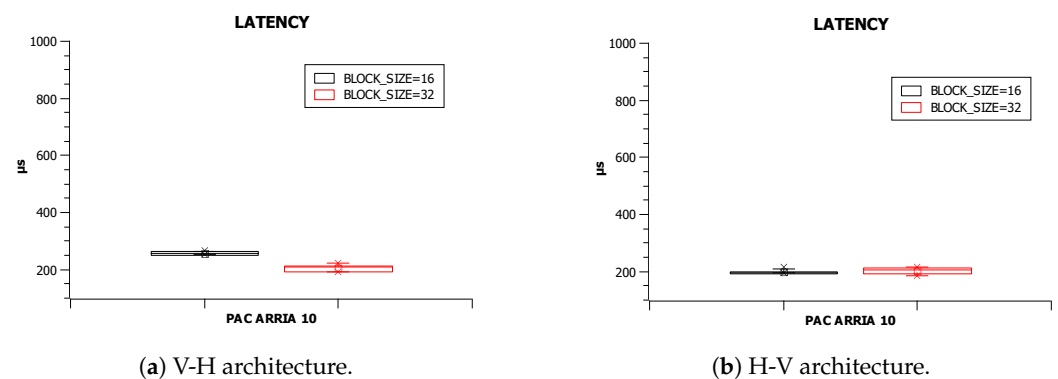 LATENCY
1000
800
600
400
200
µs
BLOCK_SIZE=16
BLOCK_SIZE=32
PAC ARRIA 10
(a) V-H architecture.
LATENCY
1000
800
600
400
200
µs
BLOCK_SIZE=16
BLOCK_SIZE=32
PAC ARRIA 10
(b) H-V architecture.